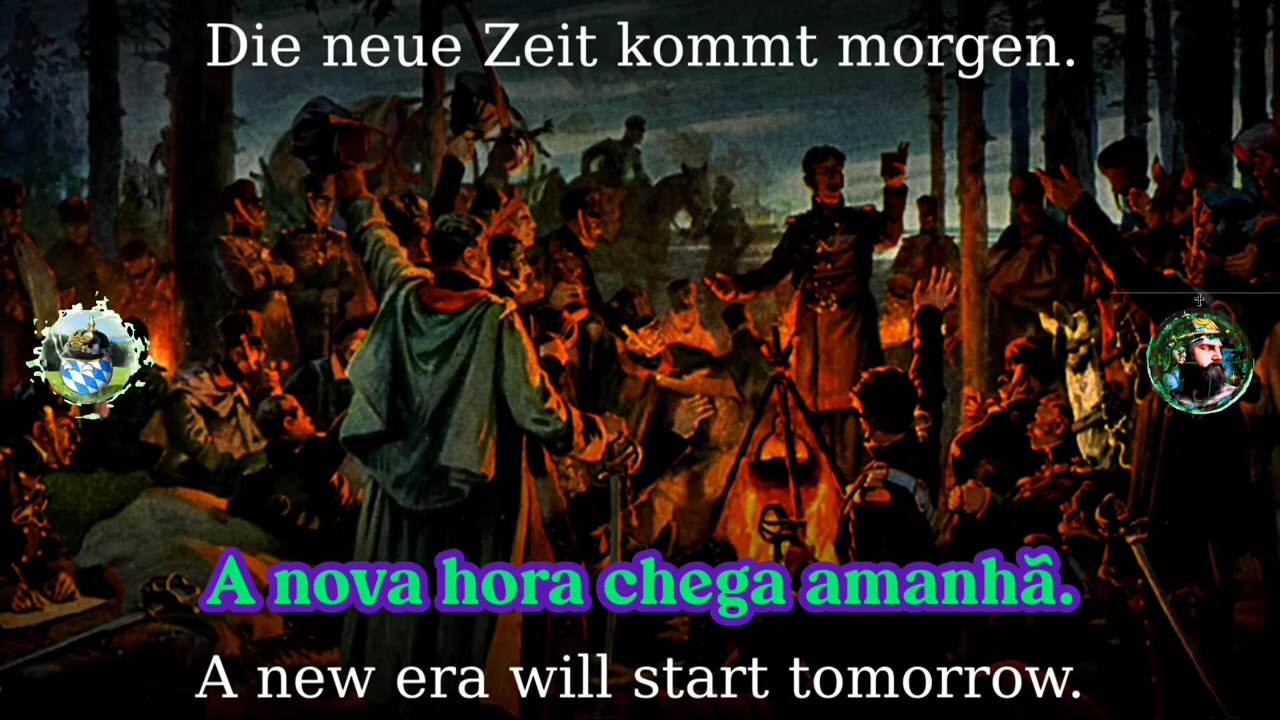 Die neue Zeit kommt morgen.
A nova hora chega amanhã.
A new era will start tomorrow.